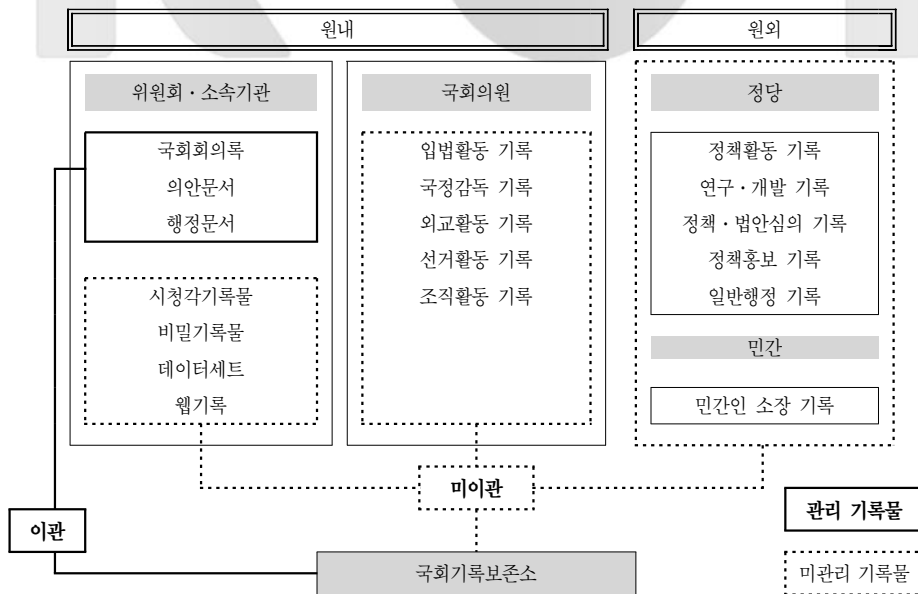 원내
원외
위원회·소속기관
국회의원
정당
국회회의록
의안문서
행정문서
시청각기록물
비밀기록물
데이터세트
웹기록
입법활동 기록
국정감독 기록
외교활동 기록
선거활동 기록
조직활동 기록
정책활동 기록
연구·개발 기록
정책·법안심의 기록
정책홍보 기록
일반행정 기록
민간
민간인 소장 기록
미이관
이관
관리 기록물
국회기록보존소
미관리 기록물